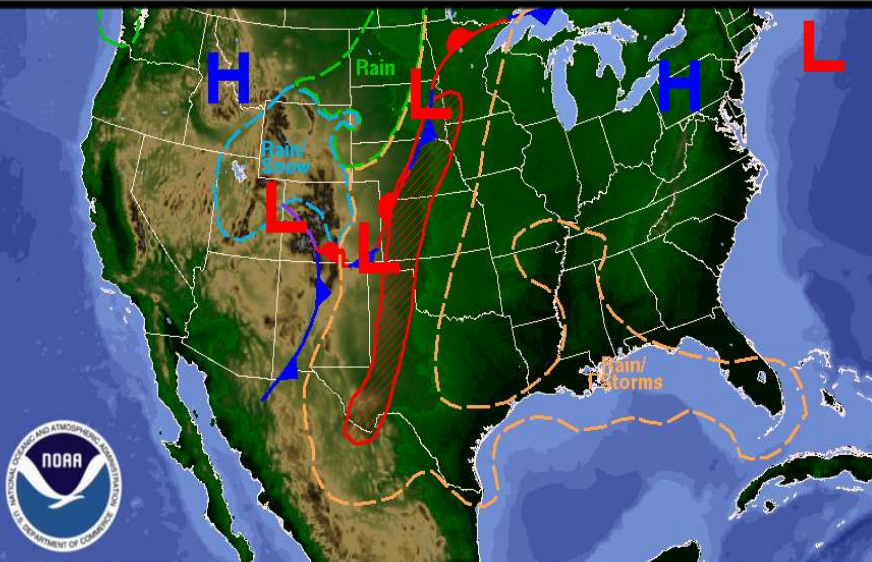 L
H
Rain
H
L
Rain/
Snow
L
L
Rain/
Storms
NATIONAL OCEANIC AND ATMOSPHERIC ADMINISTRATION
NOAA
U.S. DEPARTMENT OF COMMERCE